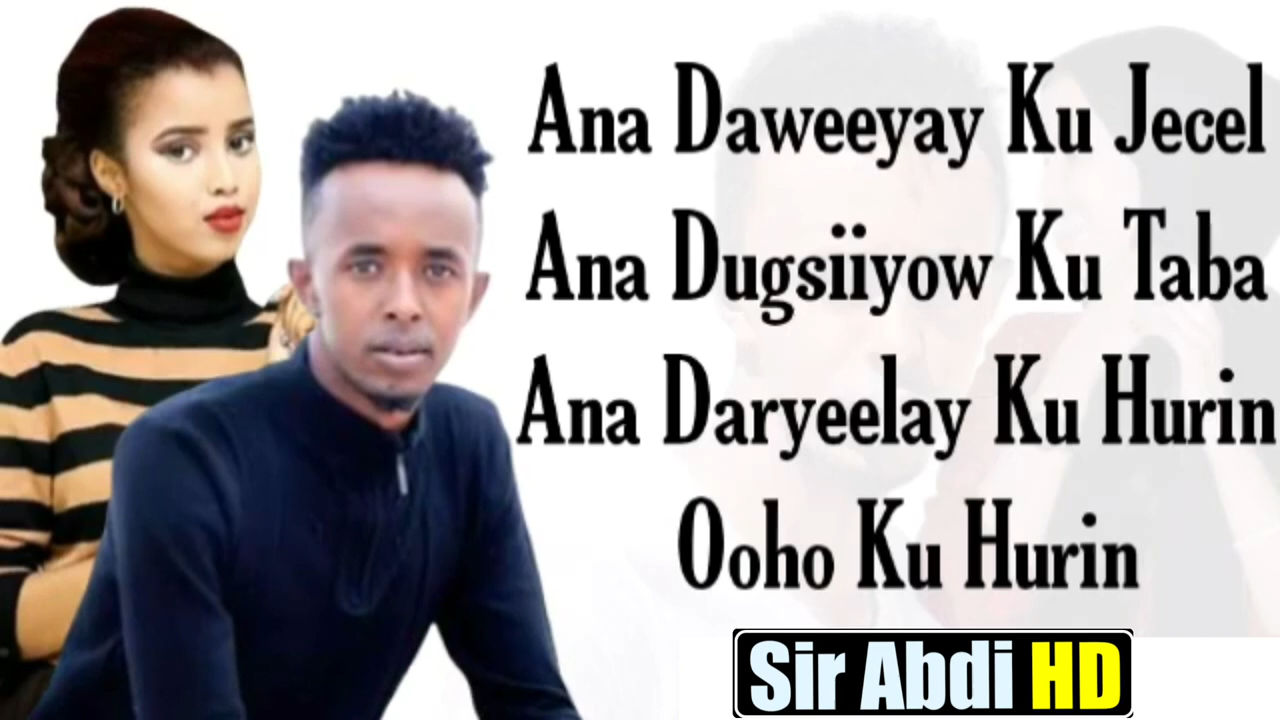 Ana Daweeyay Ku Jecel
Ana Dugsiiyow Ku Taba
Ana Daryeelay Ku Hurin
Ooho Ku Hurin
Sir Abdi HD